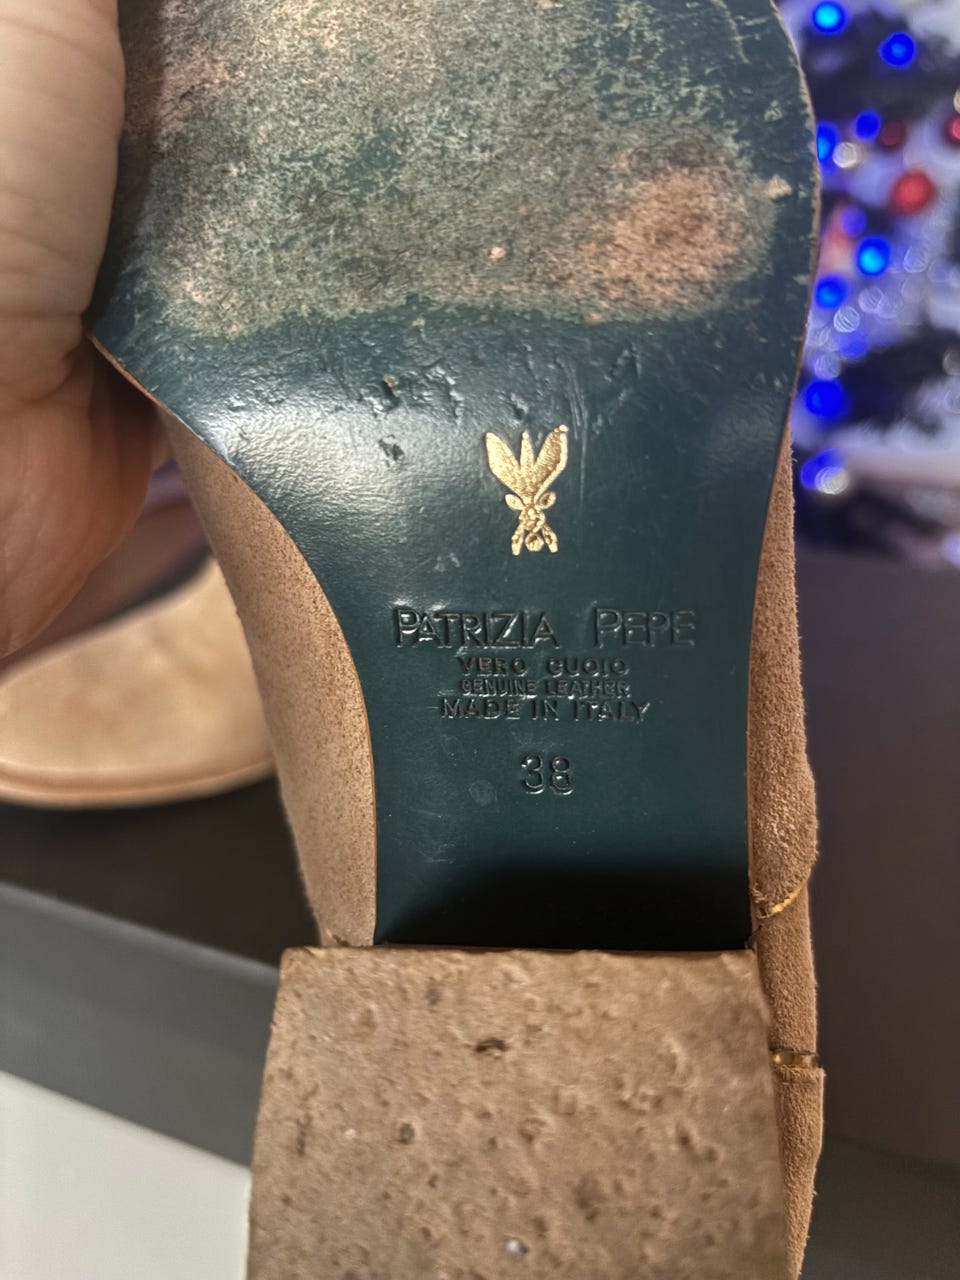 PATRIZIA PEPE
VERO CUOIO
GENUINE LEATHER
MADE IN ITALY
38